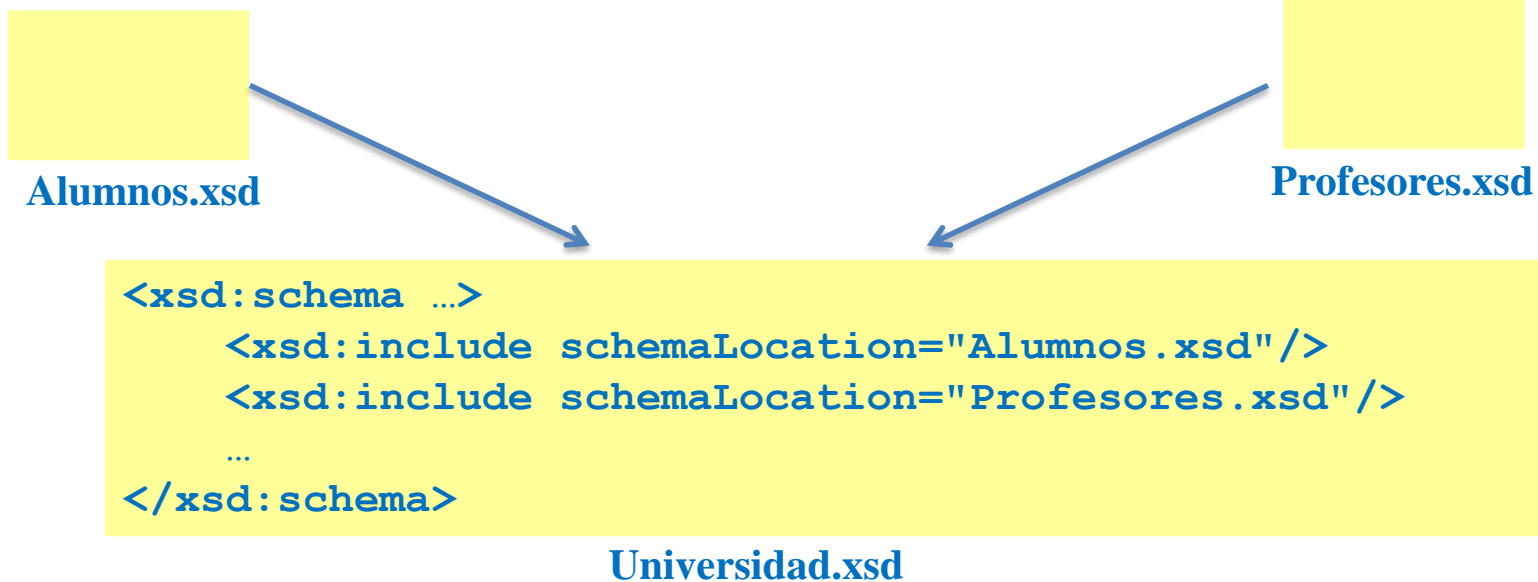 Alumnos.xsd
Profesores.xsd
<xsd:schema …>
<xsd:include schemaLocation="Alumnos.xsd"/>
<xsd:include schemaLocation="Profesores.xsd"/>
…
</xsd:schema>
Universidad.xsd